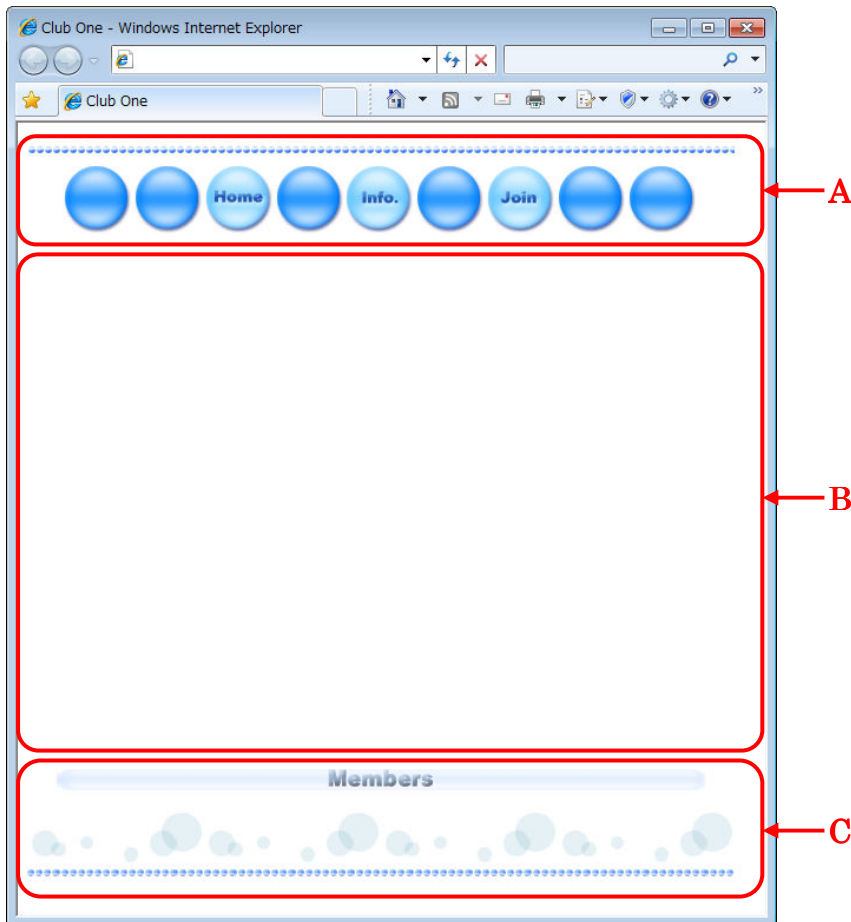 Club One - Windows Internet Explorer
Club One
Home Info. Join
A
B
Members
C